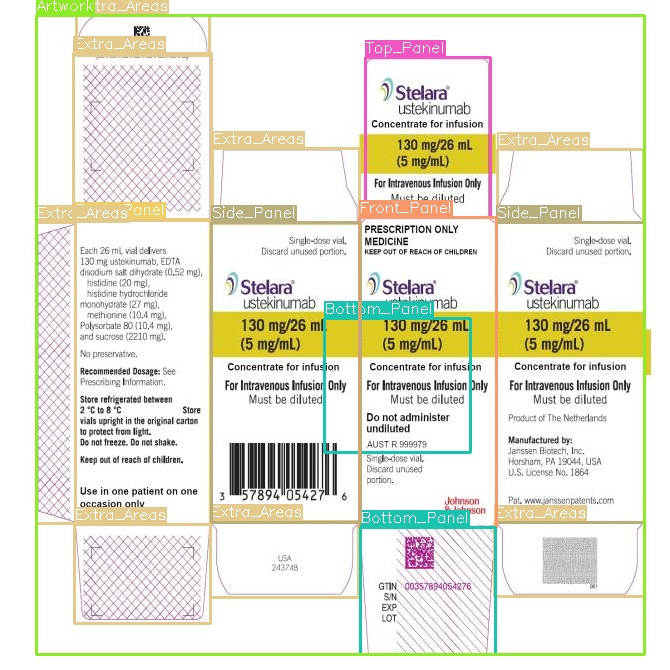 Artwork
Extra_Areas
Extra_Areas
Top_Panel
Stelara®
ustekinumab
Concentrate for infusion
130 mg/26 mL
(5 mg/mL)
For Intravenous Infusion Only
Must be diluted
Extra_Areas
Extra_Areas
Extra_Areas
Panel
Each 26 mL vial delivers
130 mg ustekinumab, EDTA
disodium salt dihydrate (0.52 mg),
histidine (20 mg),
histidine hydrochloride
monohydrate (27 mg),
methionine (10.4 mg),
Polysorbate 80 (10.4 mg),
and sucrose (2210 mg).
No preservative.
Recommended Dosage: See
Prescribing Information.
Store refrigerated between
2 °C to 8 °C Store
vials upright in the original carton
to protect from light.
Do not freeze. Do not shake.
Keep out of reach of children.
Use in one patient on one
occasion only
Side_Panel
Single-dose vial.
Discard unused portion.
Stelara®
ustekinumab
130 mg/26 mL
(5 mg/mL)
Concentrate for infusion
For Intravenous Infusion Only
Must be diluted
3 57894 05427 6
Front_Panel
PRESCRIPTION ONLY
MEDICINE
KEEP OUT OF REACH OF CHILDREN
Stelara®
ustekinumab
Bottom_Panel
130 mg/26 mL
(5 mg/mL)
Concentrate for infusion
For Intravenous Infusion Only
Must be diluted
Do not administer
undiluted
AUST R 999979
Single-dose vial.
Discard unused
portion.
Johnson
& Johnson
Side_Panel
Single-dose vial.
Discard unused portion.
Stelara®
ustekinumab
130 mg/26 mL
(5 mg/mL)
Concentrate for infusion
For Intravenous Infusion Only
Must be diluted
Product of The Netherlands
Manufactured by:
Janssen Biotech, Inc.
Horsham, PA 19044, USA
U.S. License No. 1864
Pat. www.janssenpatents.com
Extra_Areas
Extra_Areas
USA
243748
Bottom_Panel
GTIN 00357894054276
S/N
EXP
LOT
Extra_Areas
001